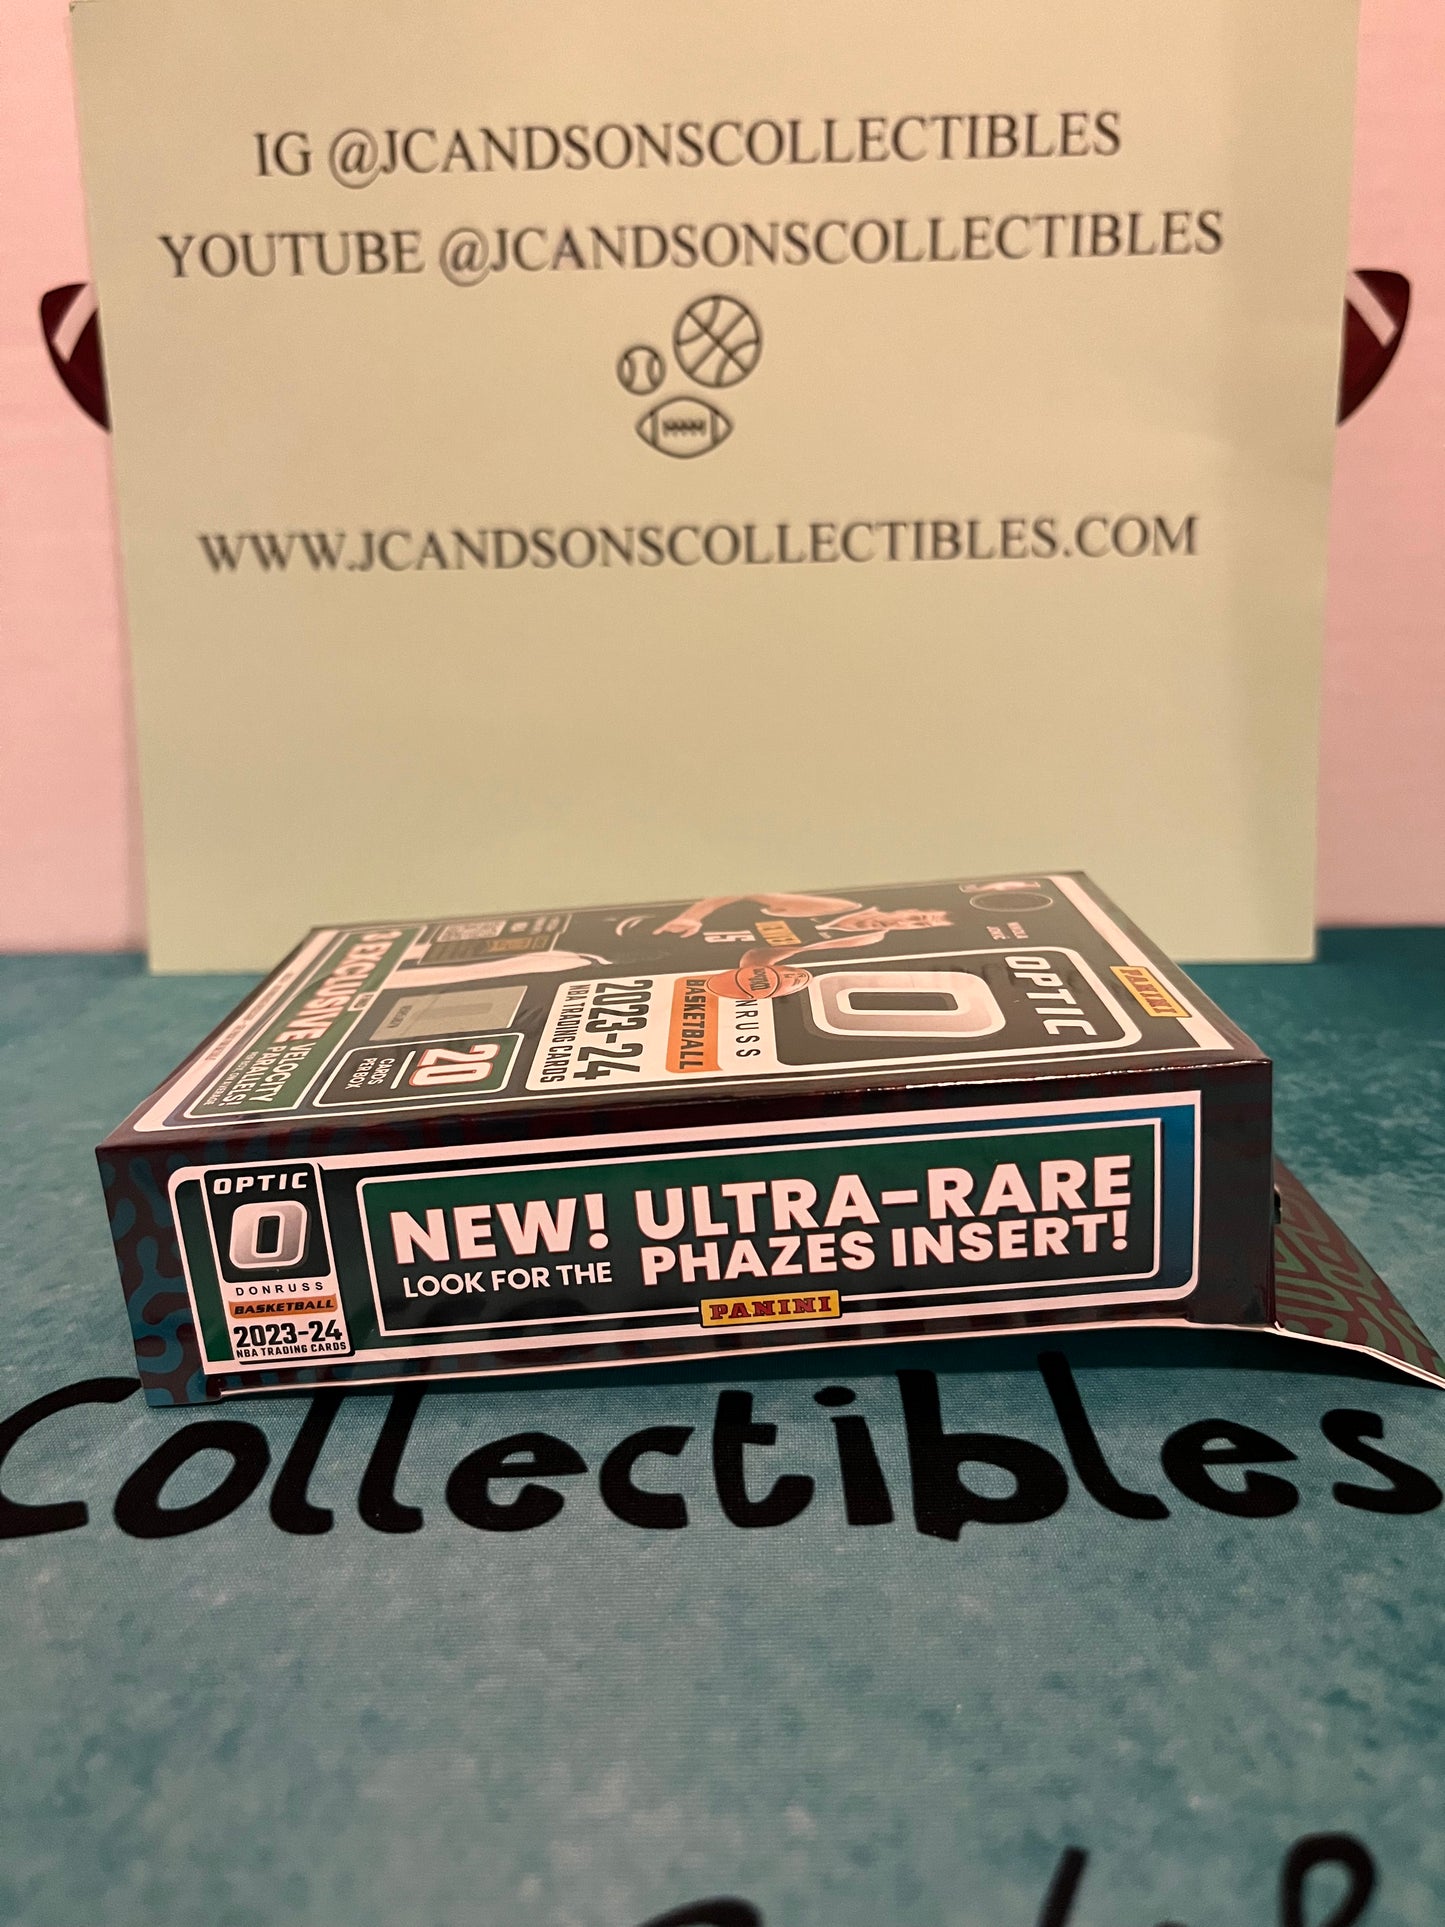 IG @JCANDSONSCOLLECTIBLES
YOUTUBE @JCANDSONSCOLLECTIBLES
WWW.JCANDSONSCOLLECTIBLES.COM
PANINI
OPTIC
O
BASKETBALL
2023-24
NBA TRADING CARDS
20
CARDS
PER BOX
EXCLUSIVE
VELOCITY
PARALLELS!
15
OPTIC
O
DONRUSS
BASKETBALL
2023-24
NBA TRADING CARDS
NEW! ULTRA-RARE
LOOK FOR THE PHAZES INSERT!
PANINI
Collectibles